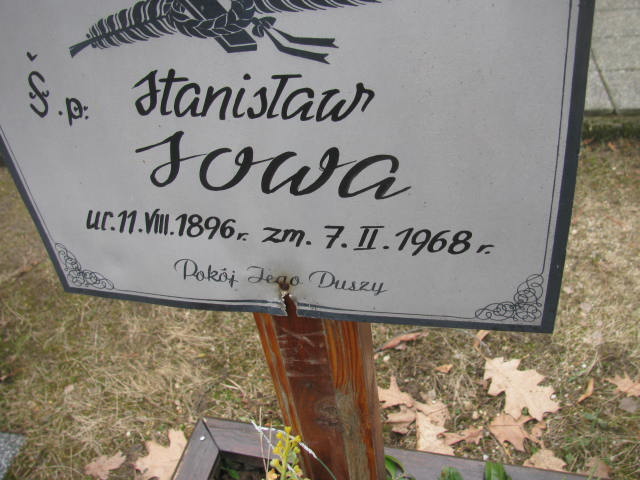 Ś.p. Stanisław
Sowa
ur. 11. VIII. 1896 r. zm. 7. II. 1968 r.
Pokój Jego Duszy